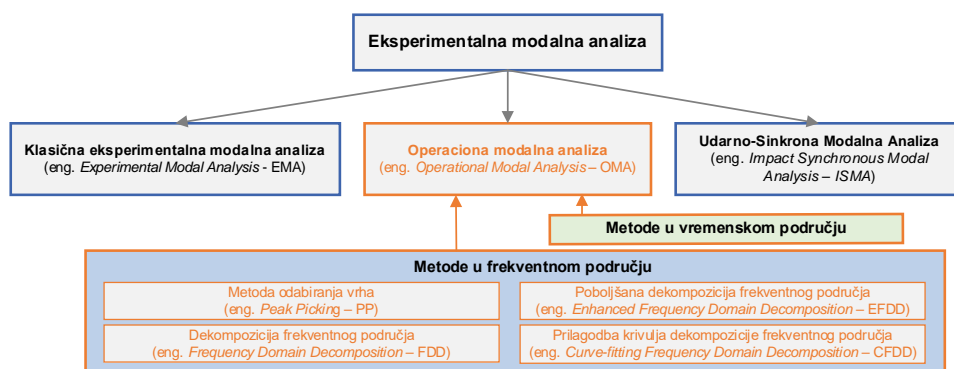 Eksperimentalna modalna analiza
Klasična eksperimentalna modalna analiza
(eng. Experimental Modal Analysis - EMA)
Operaciona modalna analiza
(eng. Operational Modal Analysis – OMA)
Udarno-Sinkrona Modalna Analiza
(eng. Impact Synchronous Modal
Analysis – ISMA)
Metode u vremenskom području
Metode u frekventnom području
Metoda odabiranja vrha
(eng. Peak Picking – PP)
Poboljšana dekompozicija frekventnog područja
(eng. Enhanced Frequency Domain Decomposition – EFDD)
Dekompozicija frekventnog područja
(eng. Frequency Domain Decomposition – FDD)
Prilagodba krivulja dekompozicije frekventnog područja
(eng. Curve-fitting Frequency Domain Decomposition – CFDD)